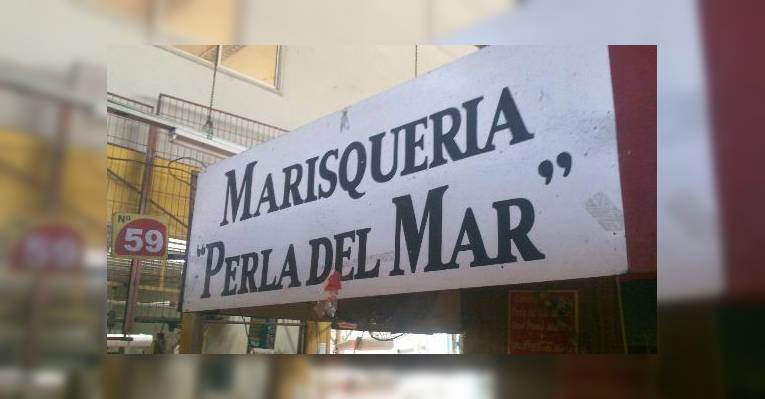 MARISQUERIA
"PERLA DEL MAR"
Nº
59